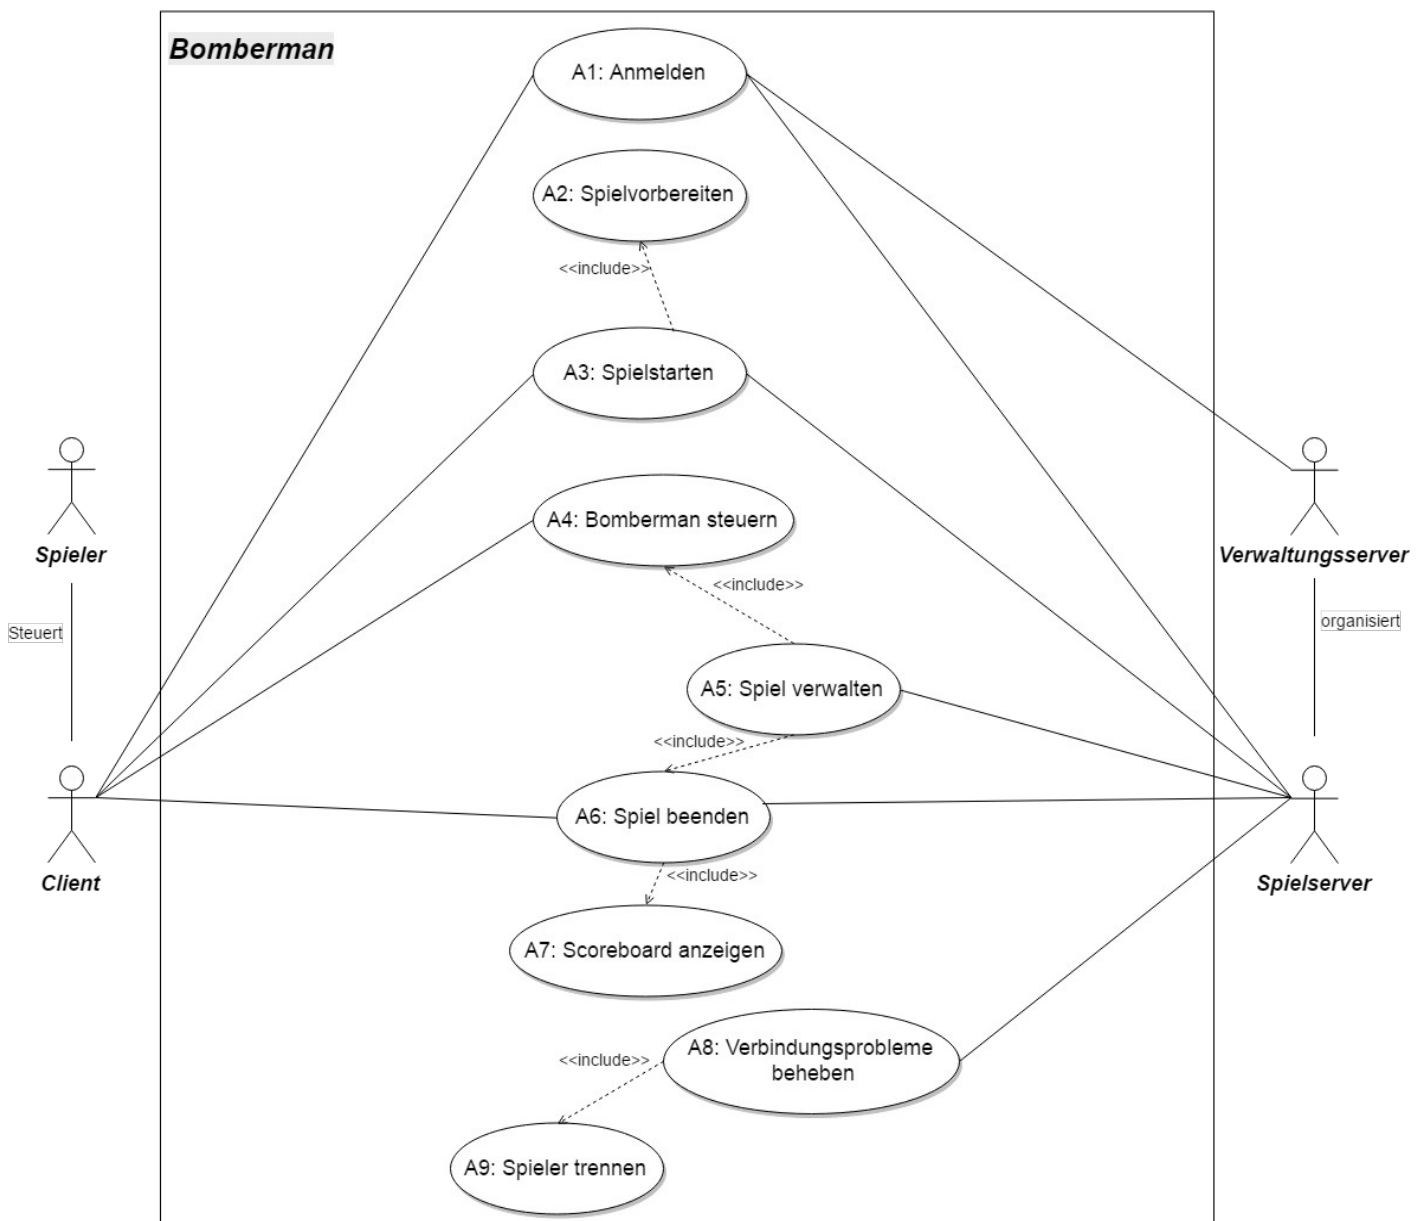 Bomberman
A1: Anmelden
A2: Spielvorbereiten
<<include>>
A3: Spielstarten
A4: Bomberman steuern
Spieler
Verwaltungsserver
<<include>>
Steuert
organisiert
A5: Spiel verwalten
<<include>>
A6: Spiel beenden
Client
Spielserver
<<include>>
A7: Scoreboard anzeigen
A8: Verbindungsprobleme
beheben
<<include>>
A9: Spieler trennen